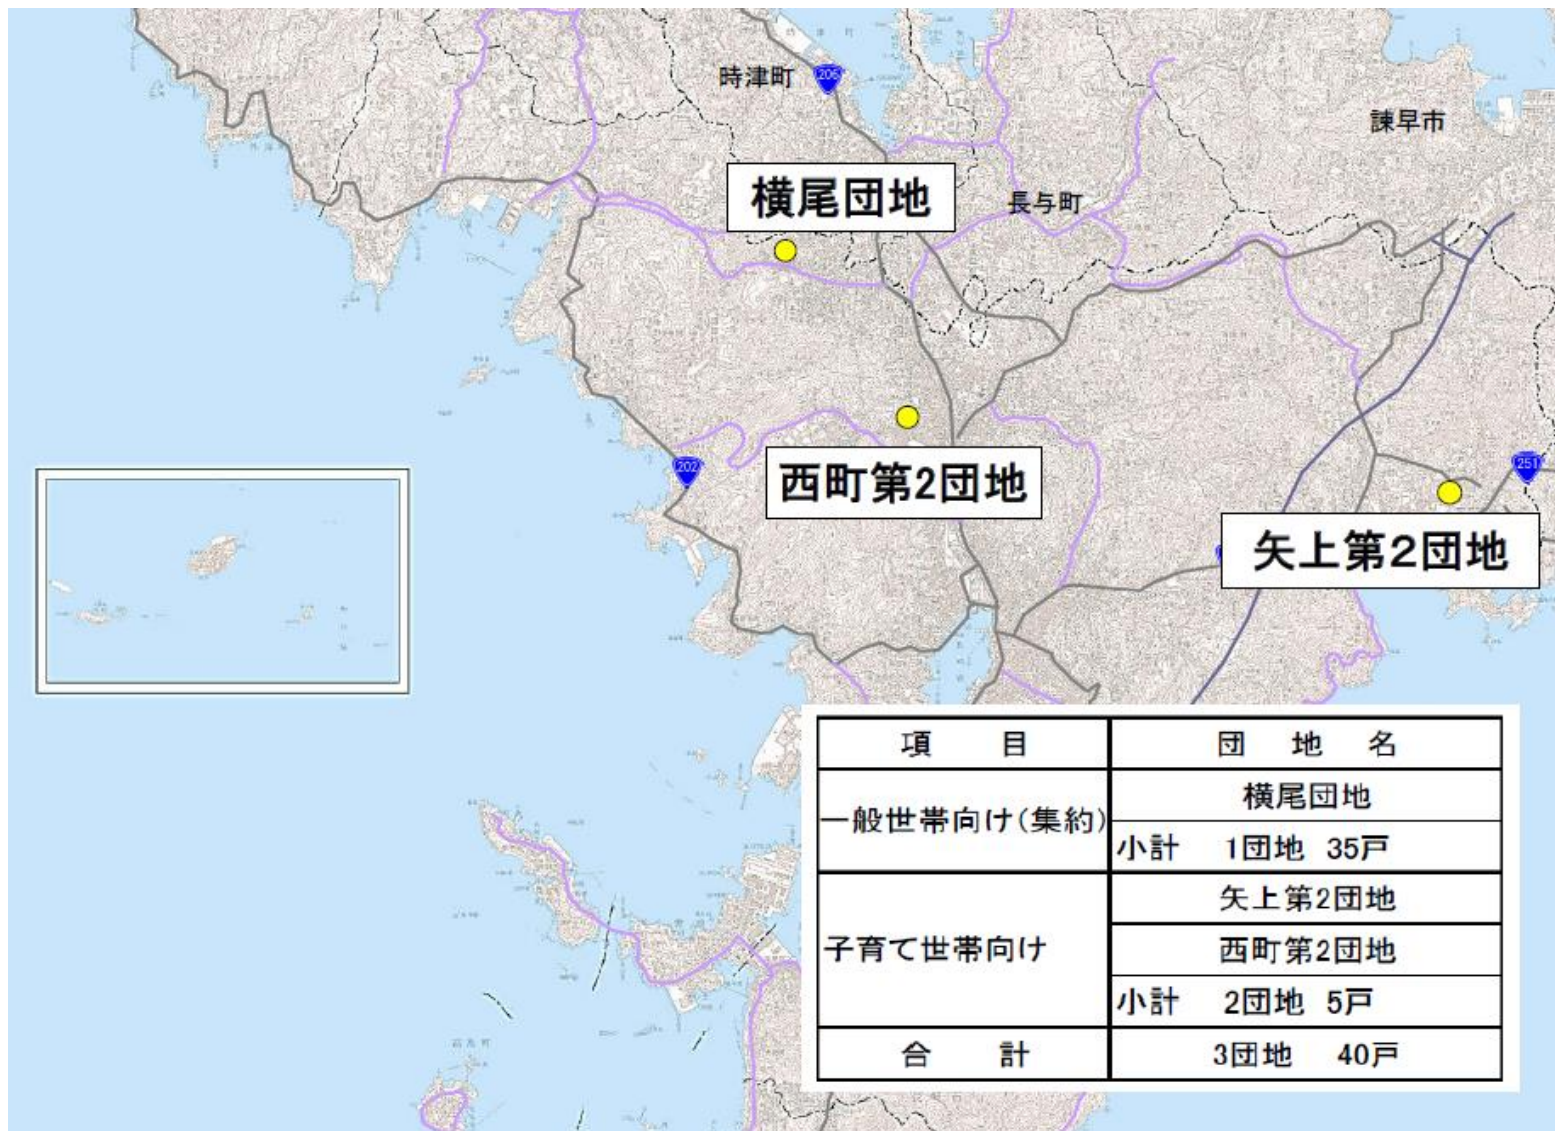 時津町
206
諫早市
横尾団地
長与町
西町第2団地
202
251
矢上第2団地
項　目
団　地　名
一般世帯向け(集約)
横尾団地
小計　1団地　35戸
子育て世帯向け
矢上第2団地
西町第2団地
小計　2団地　5戸
合　計
3団地　40戸